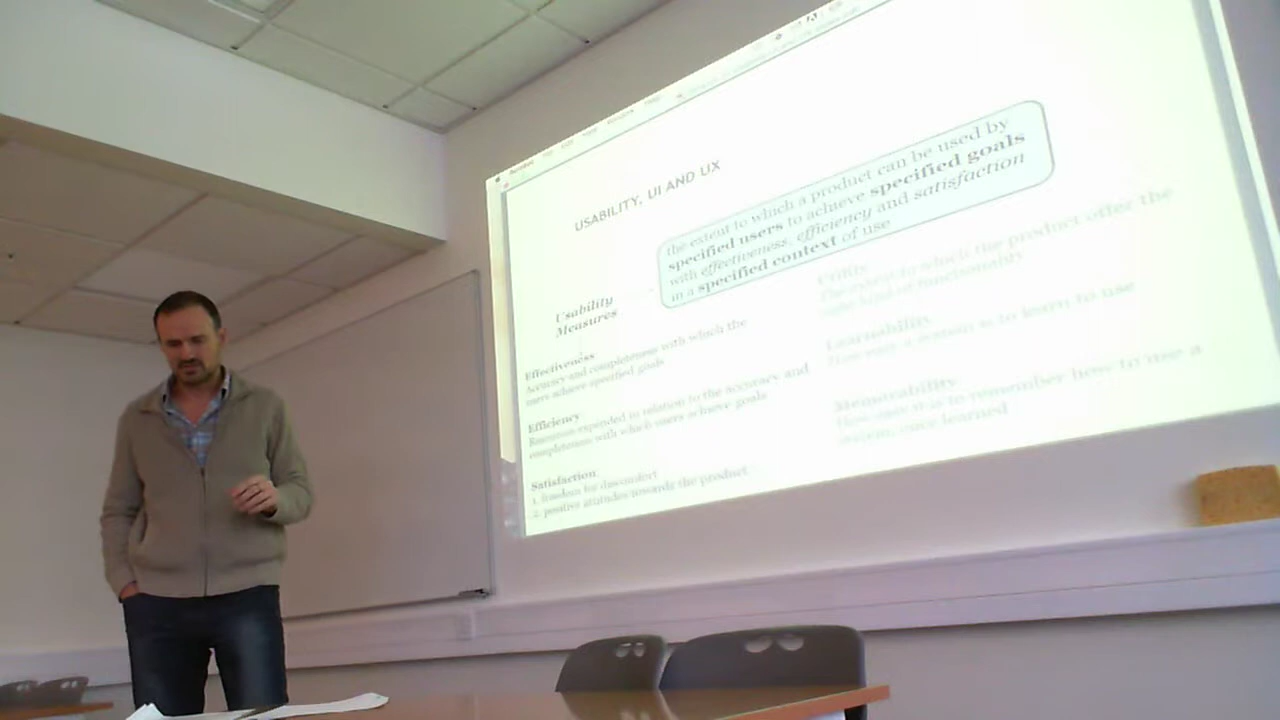 USABILITY, UI AND UX
the extent to which a product can be used by
specified users to achieve specified goals
with effectiveness, efficiency and satisfaction
in a specified context of use
Usability
Measures
Effectiveness
Accuracy and completeness with which the
users achieve specified goals
Efficiency
Resources expended in relation to the accuracy and
completeness with which users achieve goals
Satisfaction
1. freedom for discomfort
2. positive attitudes towards the product
Utility
The extent to which the product offer the
type of functionality
Learnability
How easy a system is to learn to use
Memorability
How easy it is to remember how to use a
system, once learned